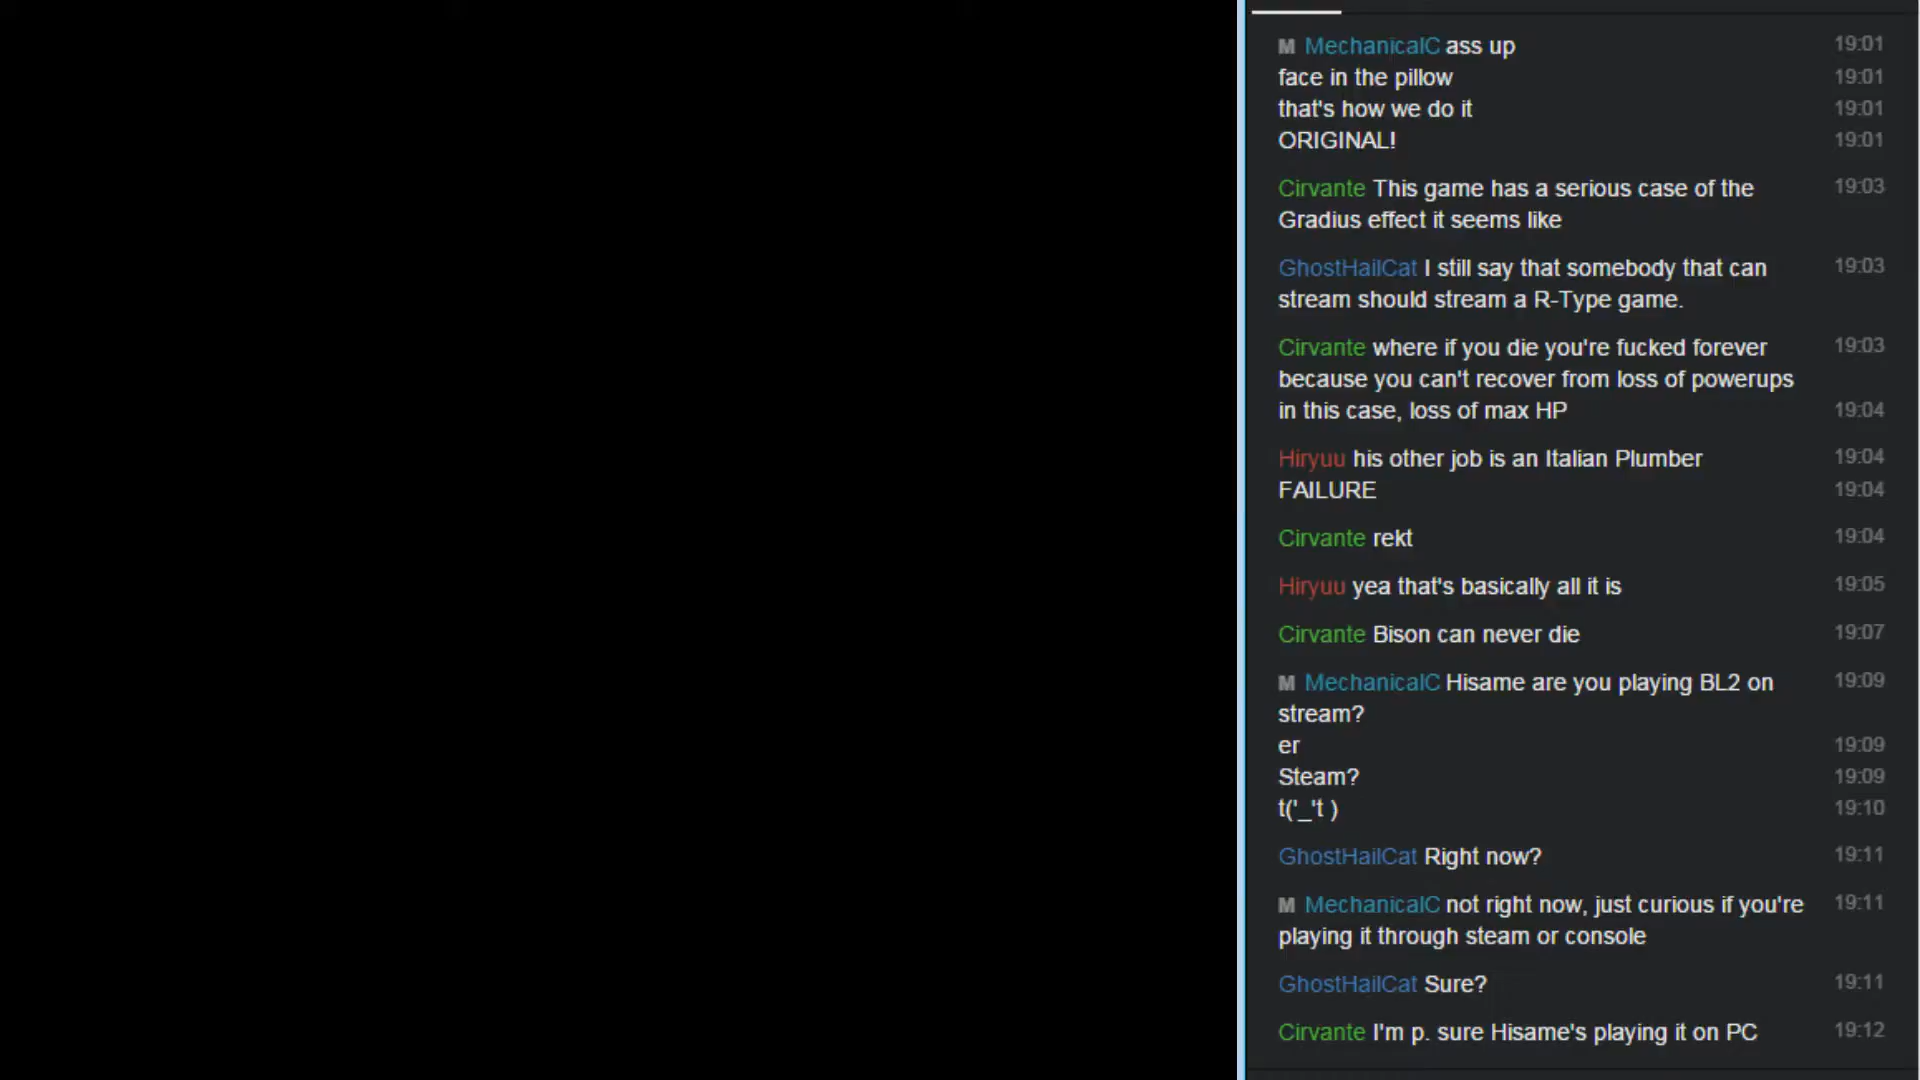 M MechanicalC ass up 19:01
face in the pillow 19:01
that's how we do it 19:01
ORIGINAL! 19:01
Cirvante This game has a serious case of the 19:03
Gradius effect it seems like
GhostHailCat I still say that somebody that can 19:03
stream should stream a R-Type game.
Cirvante where if you die you're fucked forever 19:03
because you can't recover from loss of powerups
in this case, loss of max HP 19:04
Hiryuu his other job is an Italian Plumber 19:04
FAILURE 19:04
Cirvante rekt 19:04
Hiryuu yea that's basically all it is 19:05
Cirvante Bison can never die 19:07
M MechanicalC Hisame are you playing BL2 on 19:09
stream?
er 19:09
Steam? 19:09
t('_'t ) 19:10
GhostHailCat Right now? 19:11
M MechanicalC not right now, just curious if you're 19:11
playing it through steam or console
GhostHailCat Sure? 19:11
Cirvante I'm p. sure Hisame's playing it on PC 19:12